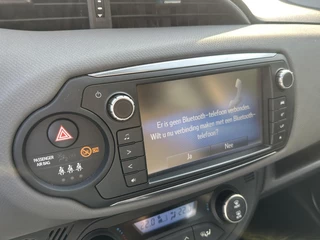 Er is geen Bluetooth-telefoon verbonden.
Wilt u nu verbinding maken met een Bluetooth-
telefoon?
Ja Nee
PASSENGER
AIR BAG